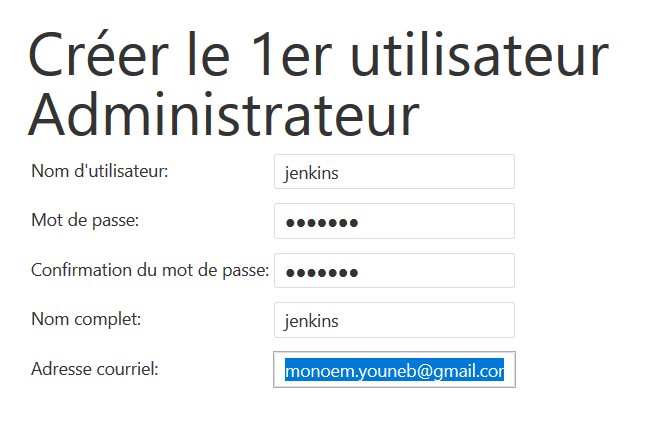 Créer le 1er utilisateur
Administrateur
Nom d'utilisateur: jenkins
Mot de passe: •••••••
Confirmation du mot de passe: •••••••
Nom complet: jenkins
Adresse courriel: monoem.youneb@gmail.cor